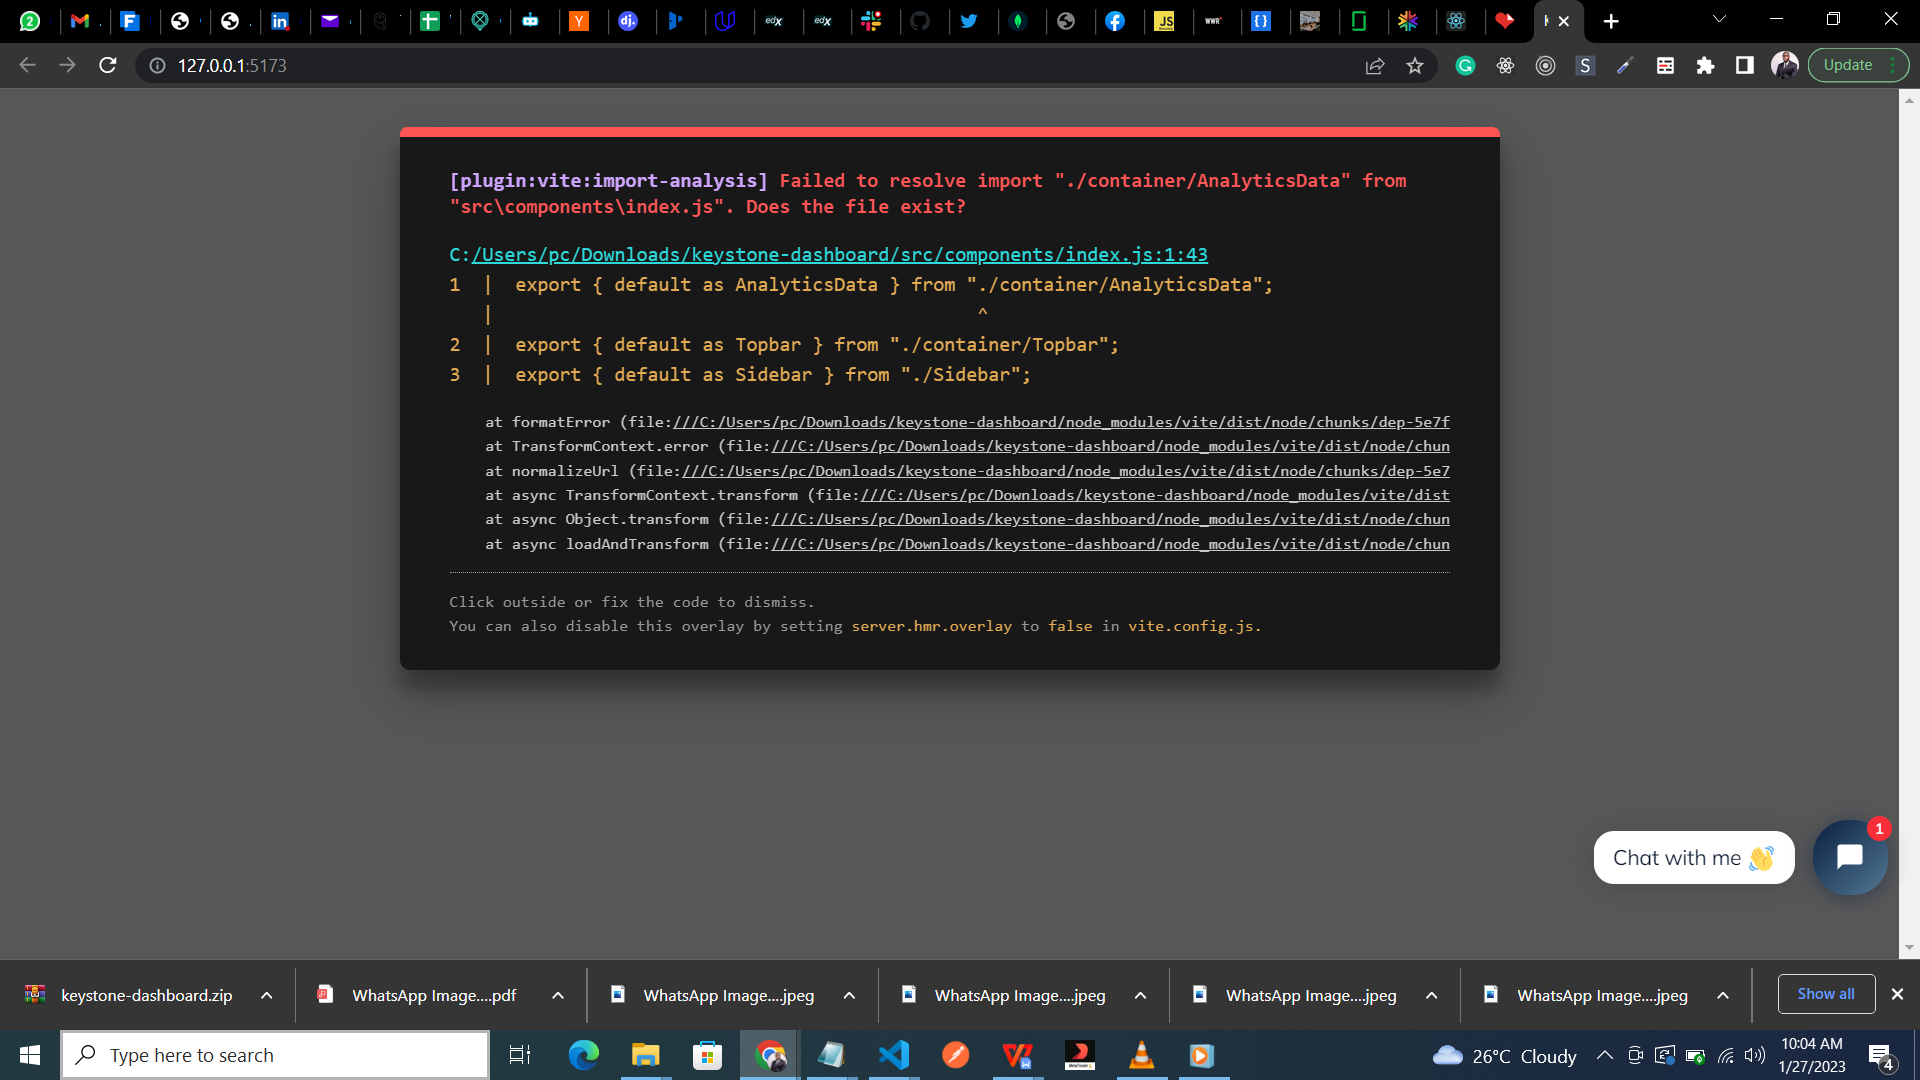 127.0.0.1:5173
Update
[plugin:vite:import-analysis] Failed to resolve import "./container/AnalyticsData" from
"src\components\index.js". Does the file exist?
C:/Users/pc/Downloads/keystone-dashboard/src/components/index.js:1:43
1 | export { default as AnalyticsData } from "./container/AnalyticsData";
| ^
2 | export { default as Topbar } from "./container/Topbar";
3 | export { default as Sidebar } from "./Sidebar";
at formatError (file:///C:/Users/pc/Downloads/keystone-dashboard/node_modules/vite/dist/node/chunks/dep-5e7f
at TransformContext.error (file:///C:/Users/pc/Downloads/keystone-dashboard/node_modules/vite/dist/node/chun
at normalizeUrl (file:///C:/Users/pc/Downloads/keystone-dashboard/node_modules/vite/dist/node/chunks/dep-5e7
at async TransformContext.transform (file:///C:/Users/pc/Downloads/keystone-dashboard/node_modules/vite/dist
at async Object.transform (file:///C:/Users/pc/Downloads/keystone-dashboard/node_modules/vite/dist/node/chun
at async loadAndTransform (file:///C:/Users/pc/Downloads/keystone-dashboard/node_modules/vite/dist/node/chun
Click outside or fix the code to dismiss.
You can also disable this overlay by setting server.hmr.overlay to false in vite.config.js.
1
Chat with me 👋
keystone-dashboard.zip
WhatsApp Image....pdf
WhatsApp Image....jpeg
WhatsApp Image....jpeg
WhatsApp Image....jpeg
WhatsApp Image....jpeg
Show all
Type here to search
26°C Cloudy
10:04 AM
1/27/2023
4